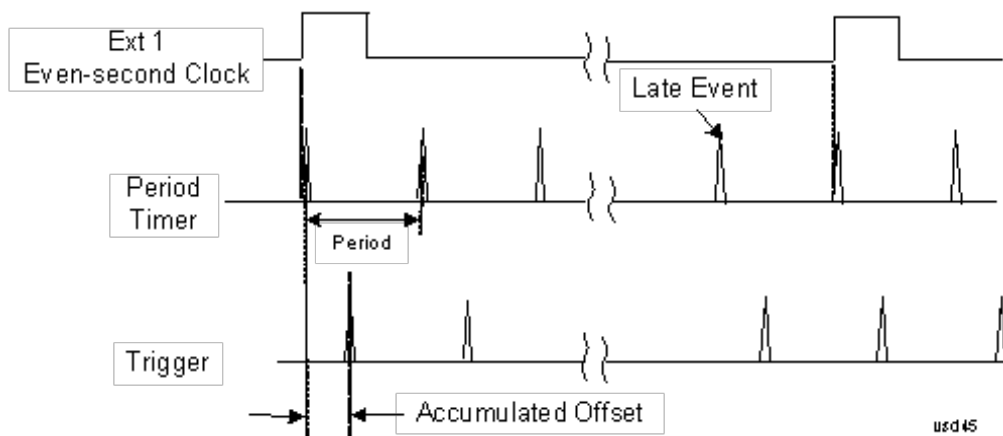 Ext 1
Even-second Clock
Late Event
Period
Timer
Period
Trigger
Accumulated Offset
usd45